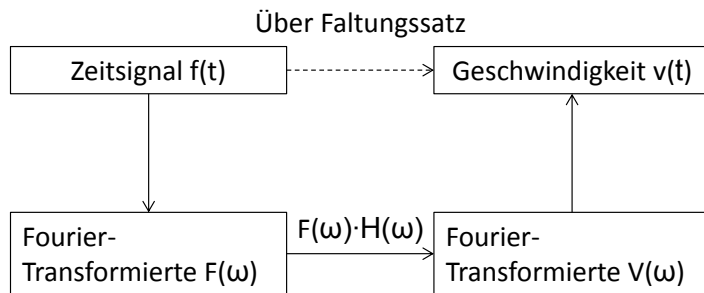 Über Faltungssatz
Zeitsignal f(t)
Geschwindigkeit v(t)
Fourier-
Transformierte F(ω)
F(ω)·H(ω)
Fourier-
Transformierte V(ω)